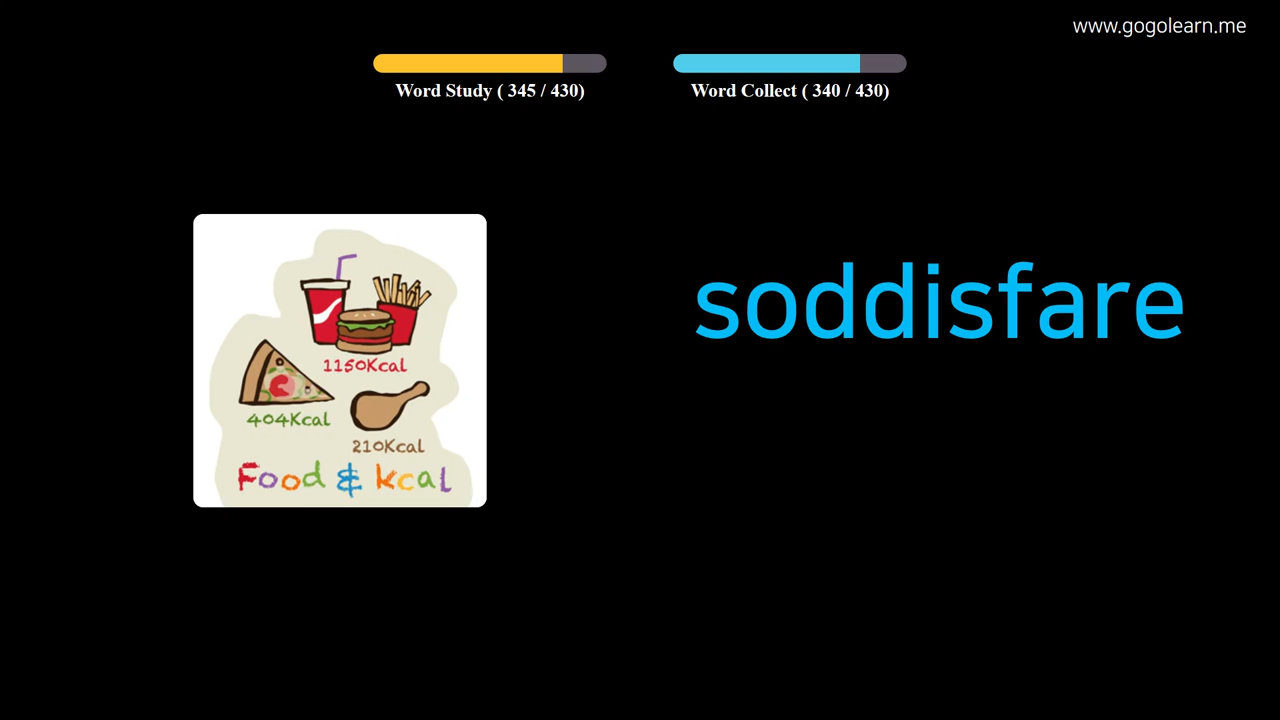 www.gogolearn.me
Word Study ( 345 / 430)
Word Collect ( 340 / 430)
soddisfare
1150Kcal
404Kcal
210Kcal
Food & kcal